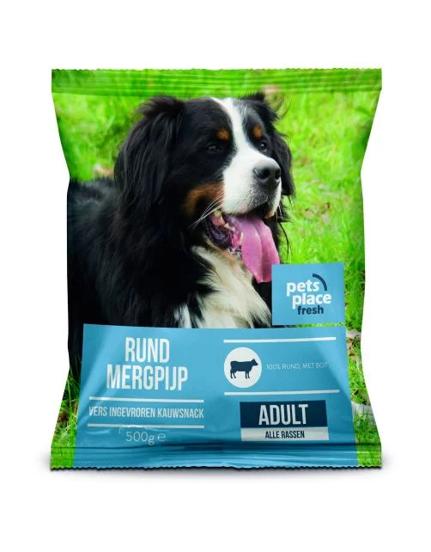 pets
place
fresh
RUND
MERGPIJP
VERS INGEVROREN KAUWSNACK
500g ℮
100% RUND, MET BOT
ADULT
ALLE RASSEN